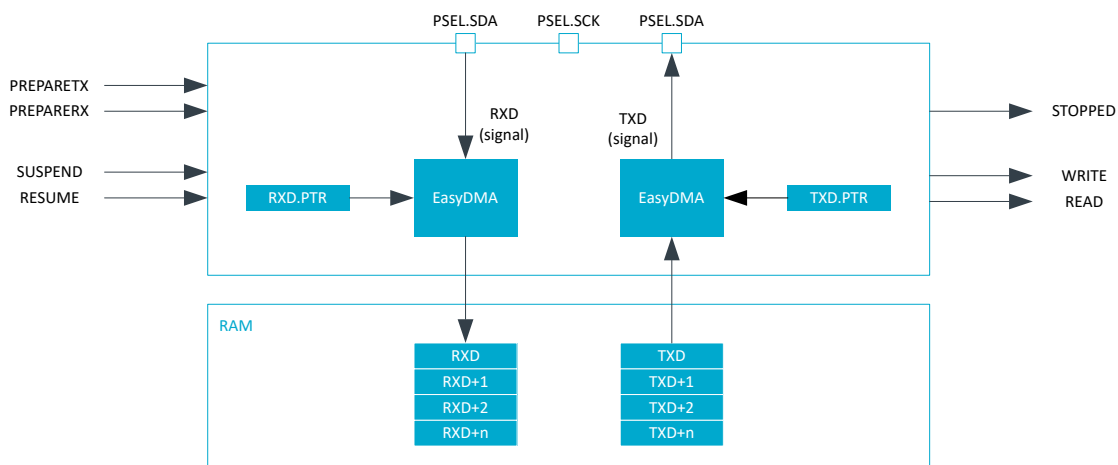 PSEL.SDA PSEL.SCK PSEL.SDA
PREPARETX
PREPARERX
SUSPEND
RESUME
RXD
(signal)
TXD
(signal)
STOPPED
WRITE
READ
RXD.PTR
EasyDMA
EasyDMA
TXD.PTR
RAM
RXD
RXD+1
RXD+2
RXD+n
TXD
TXD+1
TXD+2
TXD+n